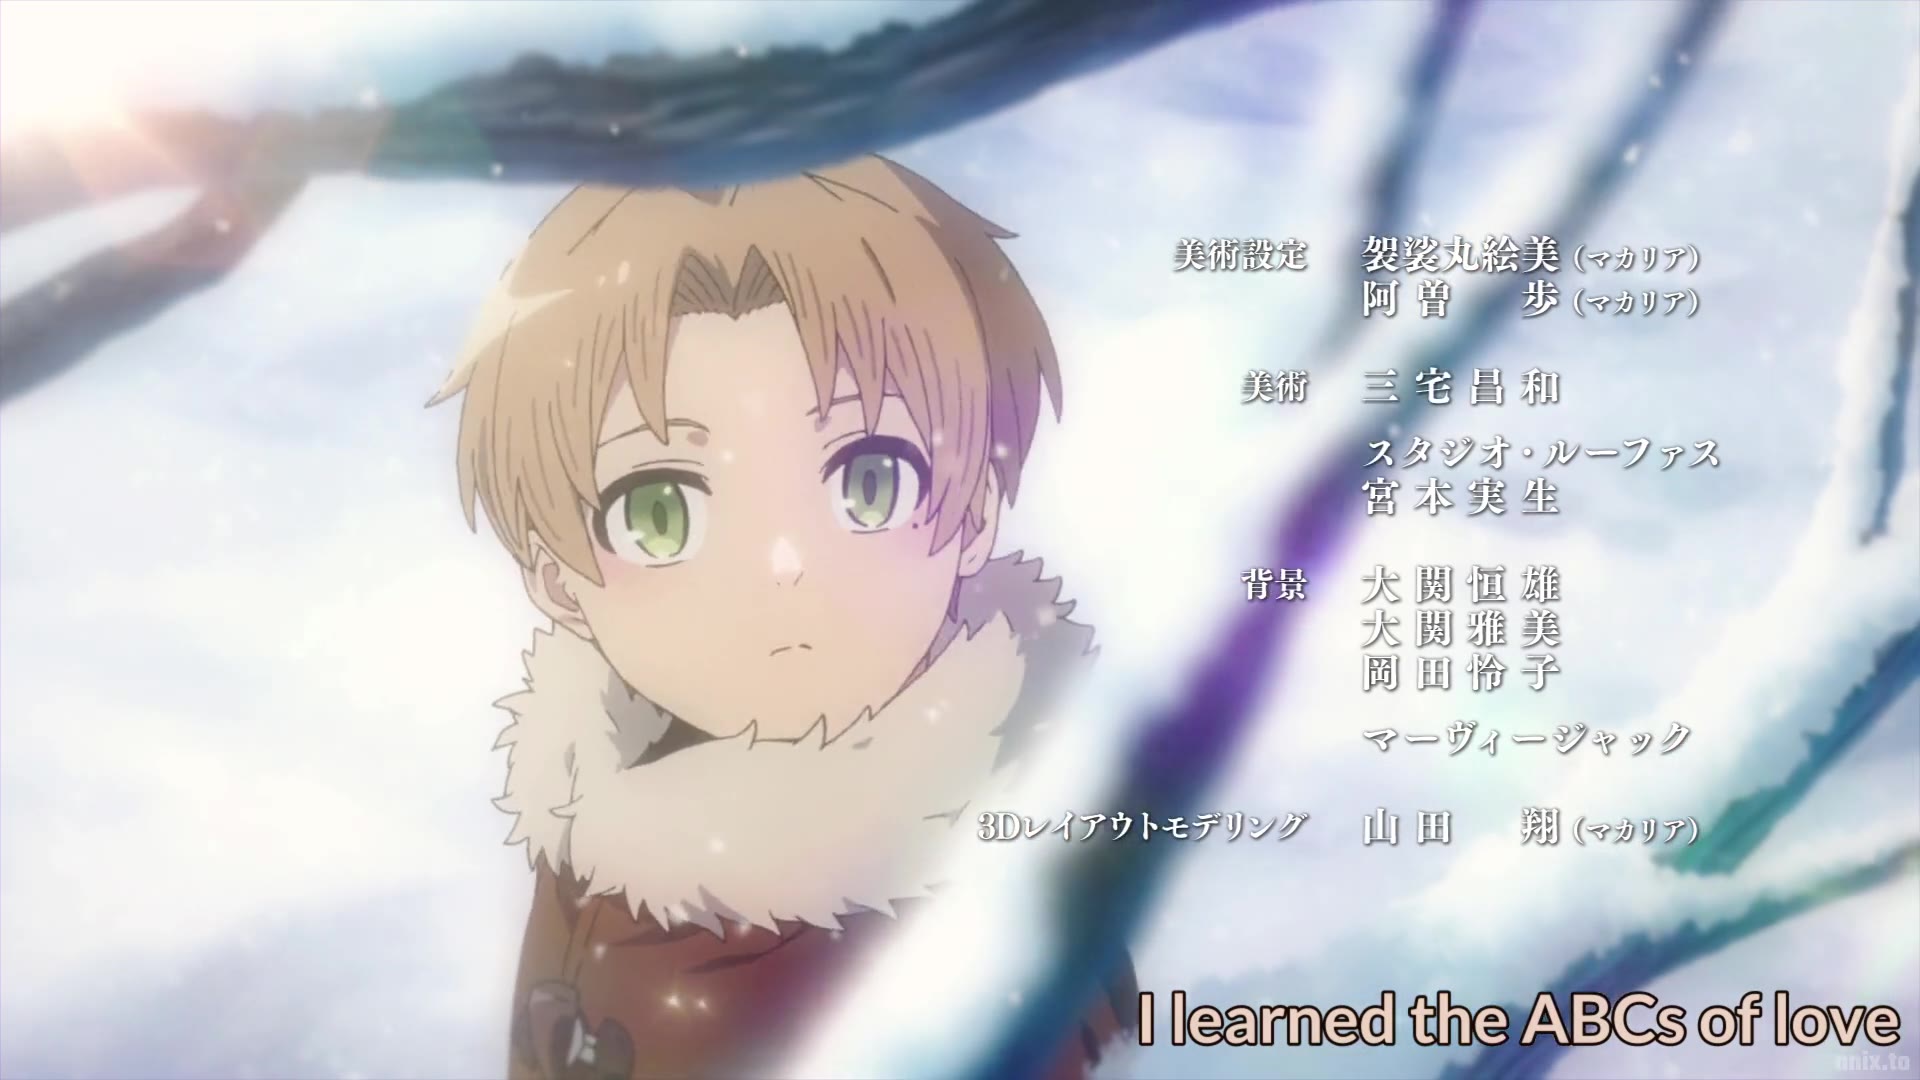 美術設定 袈裟丸絵美（マカリア）
阿曽 歩（マカリア）
美術 三宅昌和
スタジオ・ルーファス
宮本実生
背景 大関恒雄
大関雅美
岡田怜子
マーヴィージャック
3Dレイアウトモデリング 山田 翔（マカリア）
I learned the ABCs of love